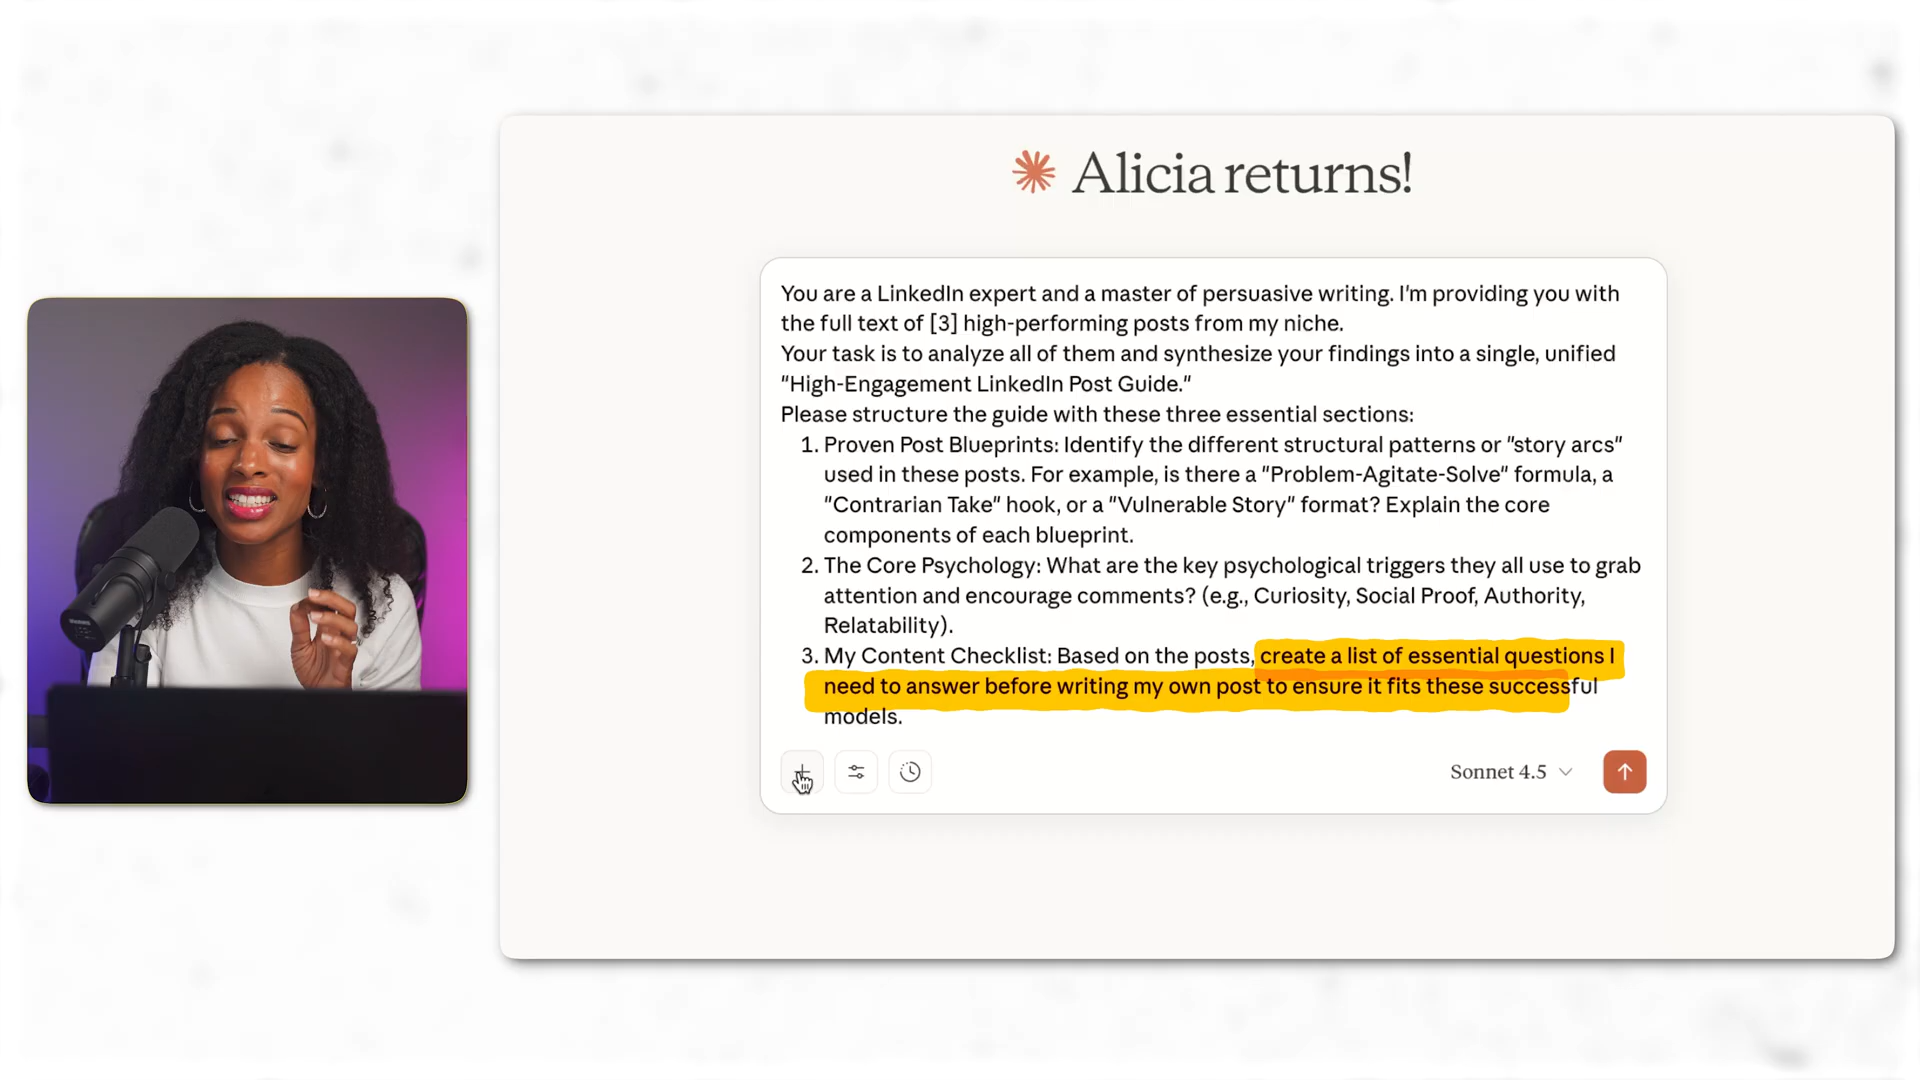 Alicia returns!
You are a LinkedIn expert and a master of persuasive writing. I'm providing you with
the full text of [3] high-performing posts from my niche.
Your task is to analyze all of them and synthesize your findings into a single, unified
"High-Engagement LinkedIn Post Guide."
Please structure the guide with these three essential sections:
1. Proven Post Blueprints: Identify the different structural patterns or "story arcs"
used in these posts. For example, is there a "Problem-Agitate-Solve" formula, a
"Contrarian Take" hook, or a "Vulnerable Story" format? Explain the core
components of each blueprint.
2. The Core Psychology: What are the key psychological triggers they all use to grab
attention and encourage comments? (e.g., Curiosity, Social Proof, Authority,
Relatability).
3. My Content Checklist: Based on the posts, create a list of essential questions I
need to answer before writing my own post to ensure it fits these successful
models.
Sonnet 4.5